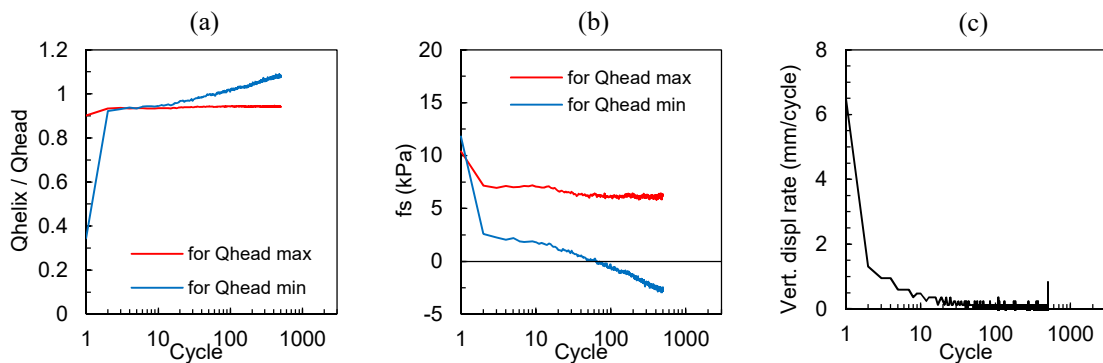 (a)
1.2
1
0.8
0.6
0.4
0.2
0
Qhelix / Qhead
for Qhead max
for Qhead min
1 10 100 1000
Cycle
(b)
20
15
10
5
0
-5
fs (kPa)
for Qhead max
for Qhead min
1 10 100 1000
Cycle
(c)
8
6
4
2
0
Vert. displ rate (mm/cycle)
1 10 100 1000
Cycle